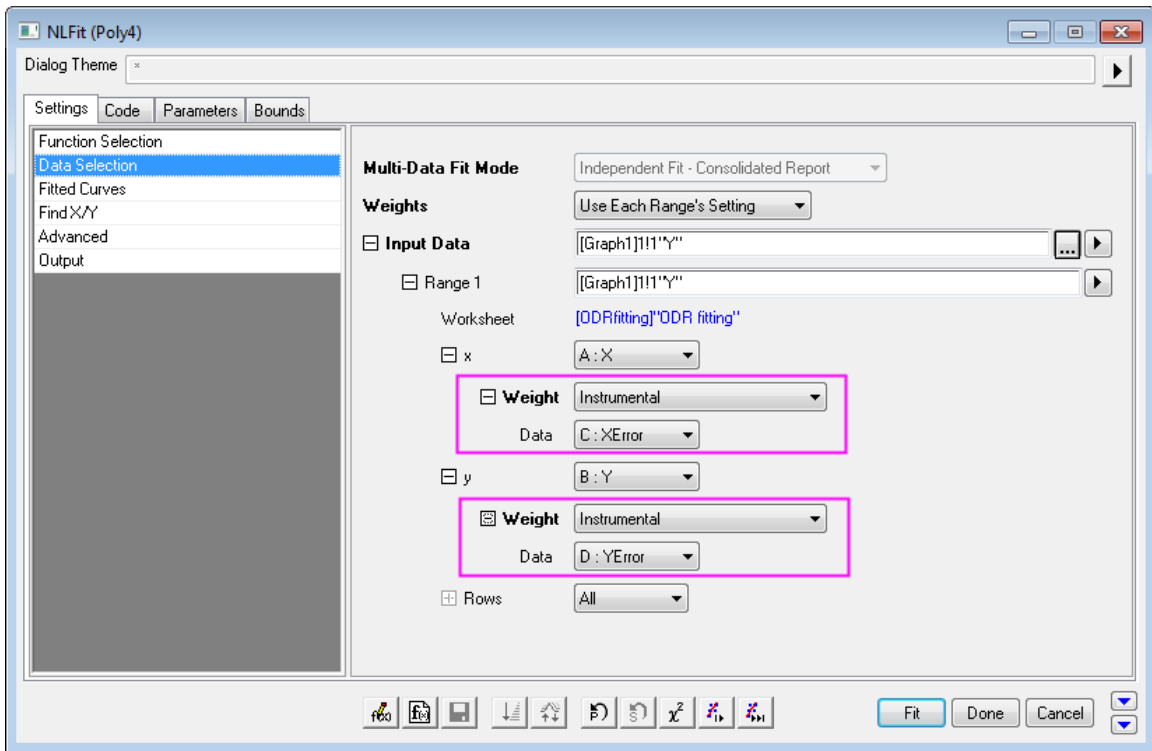 NLFit (Poly4)
Dialog Theme *
Settings Code Parameters Bounds
Function Selection
Data Selection
Fitted Curves
Find X/Y
Advanced
Output
Multi-Data Fit Mode Independent Fit - Consolidated Report
Weights Use Each Range's Setting
Input Data [Graph1]1!1"Y"
...
Range 1 [Graph1]1!1"Y"
Worksheet [ODRfitting]"ODR fitting"
x A : X
Weight Instrumental
Data C : XError
y B : Y
Weight Instrumental
Data D : YError
Rows All
f(x) f(x) P S χ²
Fit Done Cancel